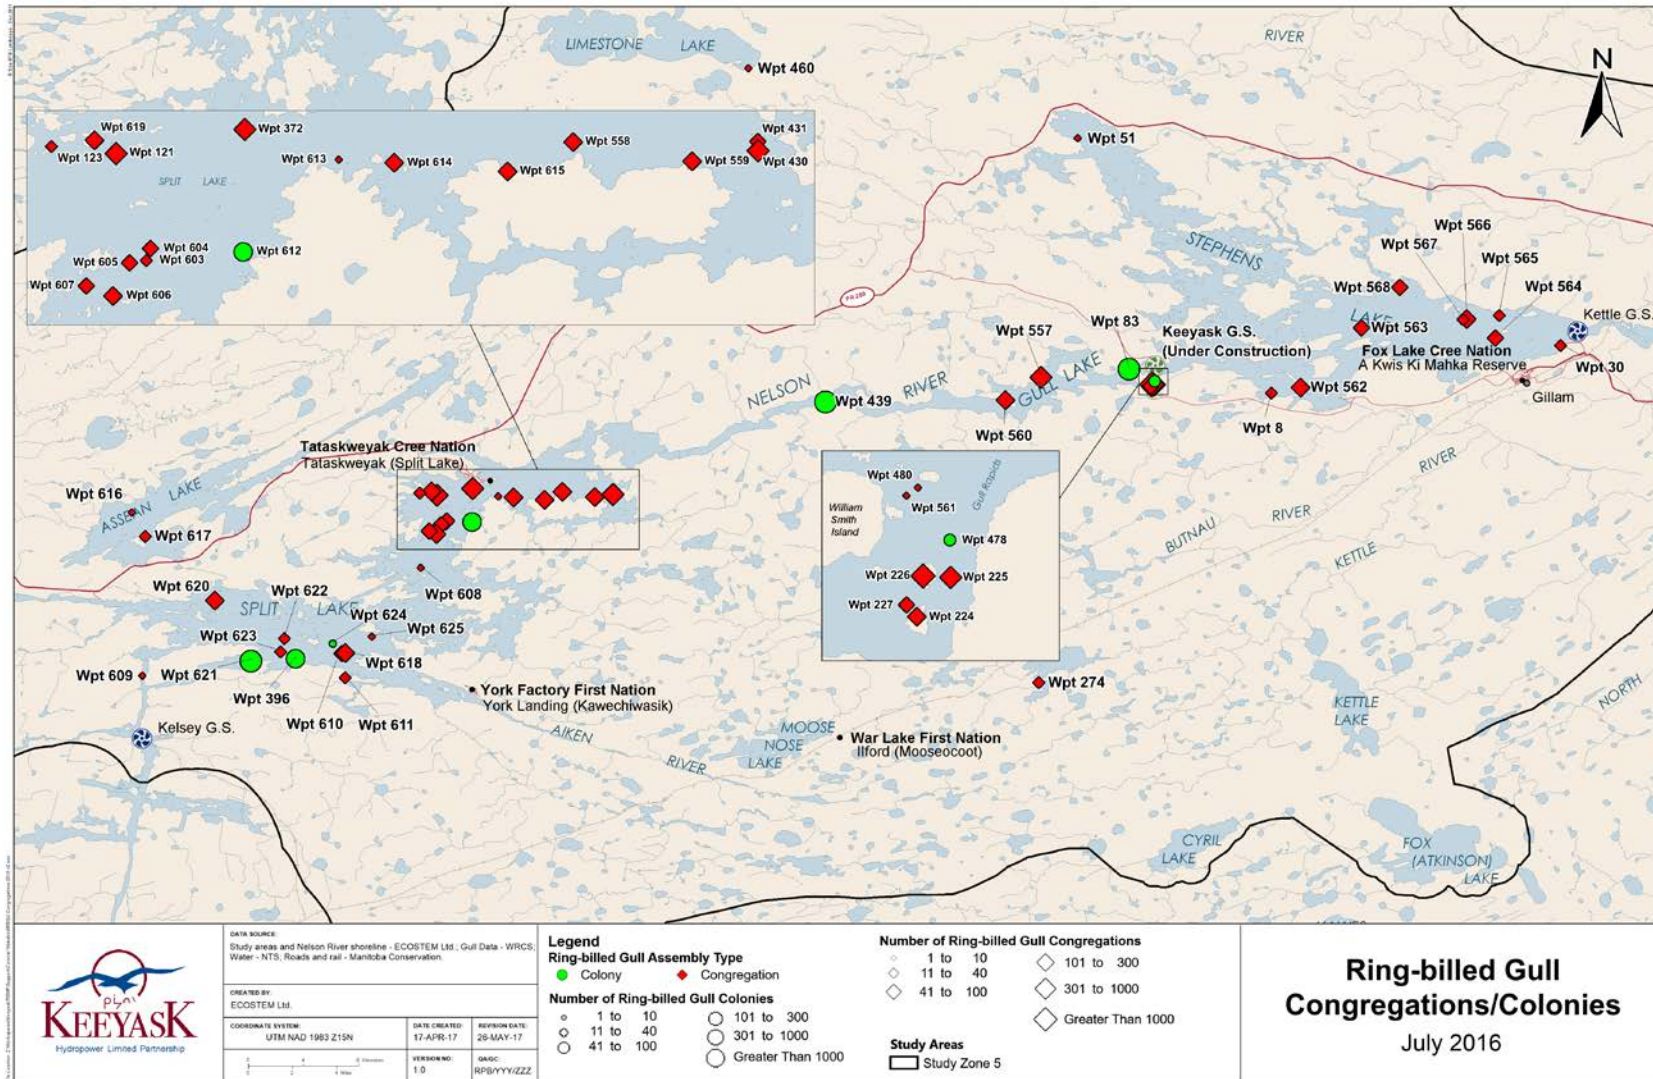 LIMESTONE LAKE
RIVER
N
Wpt 460
Wpt 51
Wpt 619
Wpt 123
Wpt 121
Wpt 372
Wpt 613
Wpt 614
Wpt 615
Wpt 558
Wpt 559
Wpt 431
Wpt 430
SPLIT LAKE
Wpt 604
Wpt 603
Wpt 605
Wpt 607
Wpt 606
Wpt 612
PR 280
STEPHENS
LAKE
Wpt 566
Wpt 567
Wpt 565
Wpt 568
Wpt 564
Wpt 563
Kettle G.S.
Wpt 557
Wpt 83
Keeyask G.S.
(Under Construction)
Fox Lake Cree Nation
A Kwis Ki Mahka Reserve
Wpt 30
Gillam
NELSON RIVER
GULL LAKE
Wpt 439
Wpt 560
Wpt 562
Wpt 8
Tataskweyak Cree Nation
Tataskweyak (Split Lake)
Wpt 616
ASSEAN LAKE
Wpt 617
Wpt 480
Wpt 561
Gull Rapids
William
Smith
Island
Wpt 478
Wpt 226
Wpt 225
Wpt 227
Wpt 224
BUTNAU RIVER
KETTLE RIVER
Wpt 620
Wpt 622
Wpt 608
SPLIT LAKE
Wpt 624
Wpt 623
Wpt 625
Wpt 609
Wpt 621
Wpt 618
Wpt 396
Wpt 610
Wpt 611
Kelsey G.S.
York Factory First Nation
York Landing (Kawechiwasik)
AIKEN
RIVER
MOOSE
NOSE
LAKE
War Lake First Nation
Ilford (Mooseocoot)
Wpt 274
KETTLE
LAKE
NORTH
CYRIL
LAKE
FOX
(ATKINSON)
LAKE
KEEYASK
Hydropower Limited Partnership
DATA SOURCE:
Study areas and Nelson River shoreline - ECOSTEM Ltd.; Gull Data - WRCS;
Water - NTS; Roads and rail - Manitoba Conservation.
CREATED BY:
ECOSTEM Ltd.
COORDINATE SYSTEM:
UTM NAD 1983 Z15N
DATE CREATED:
17-APR-17
REVISION DATE:
26-MAY-17
VERSION NO:
1.0
QA/QC:
RPB/YYY/ZZZ
Legend
Ring-billed Gull Assembly Type
Colony
Congregation
Number of Ring-billed Gull Colonies
1 to 10
11 to 40
41 to 100
101 to 300
301 to 1000
Greater Than 1000
Number of Ring-billed Gull Congregations
1 to 10
11 to 40
41 to 100
101 to 300
301 to 1000
Greater Than 1000
Study Areas
Study Zone 5
Ring-billed Gull
Congregations/Colonies
July 2016